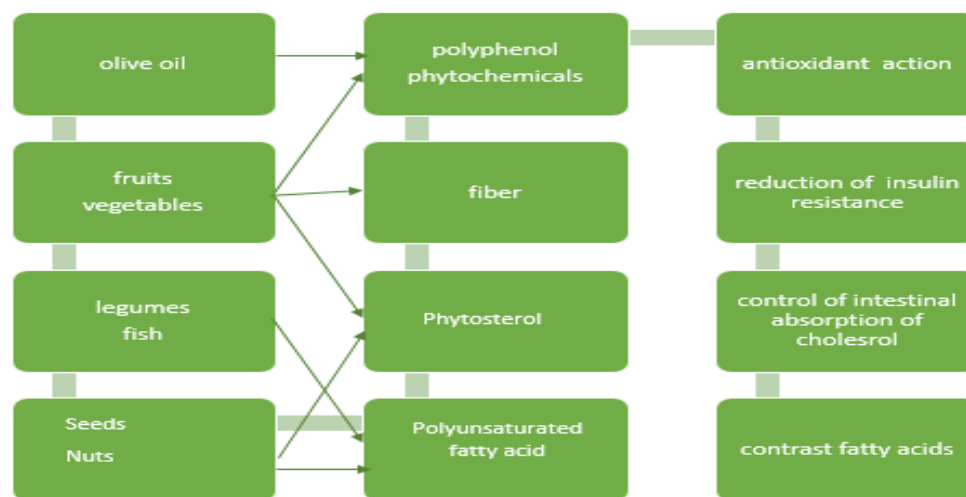 olive oil
polyphenol
phytochemicals
antioxidant action
fruits
vegetables
fiber
reduction of insulin
resistance
legumes
fish
Phytosterol
control of intestinal
absorption of
cholesrol
Seeds
Nuts
Polyunsaturated
fatty acid
contrast fatty acids